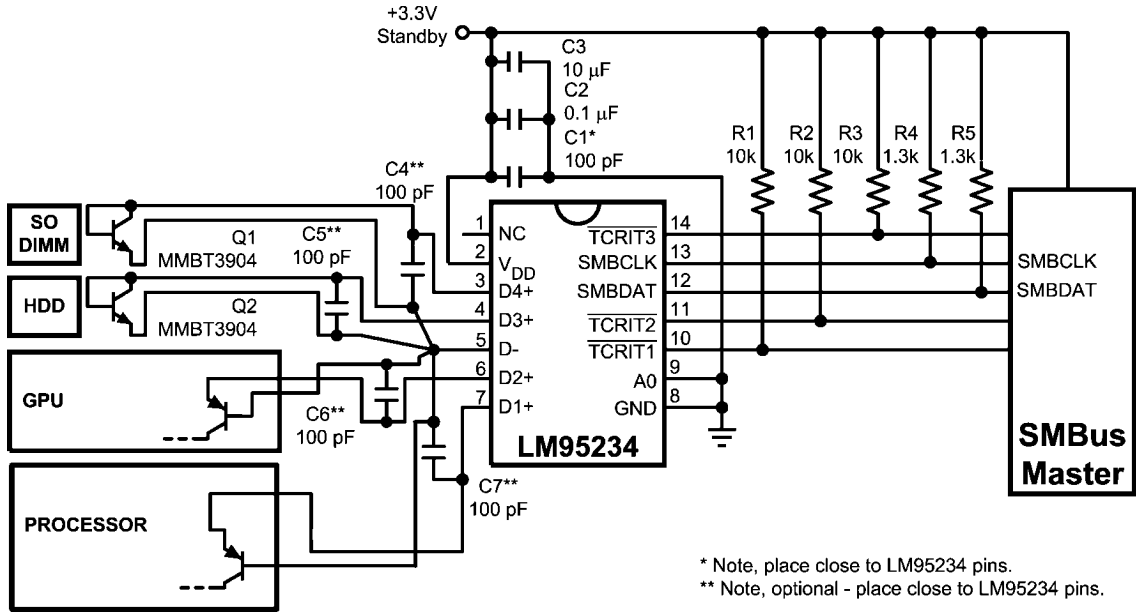 +3.3V
Standby
C3
10 µF
C2
0.1 µF
C1*
100 pF
C4**
100 pF
R1
10k
R2
10k
R3
10k
R4
1.3k
R5
1.3k
SO
DIMM
Q1
MMBT3904
C5**
100 pF
HDD
Q2
MMBT3904
GPU
C6**
100 pF
PROCESSOR
C7**
100 pF
1
NC
2
VDD
3
D4+
4
D3+
5
D-
6
D2+
7
D1+
14
TCRIT3
13
SMBCLK
12
SMBDAT
11
TCRIT2
10
TCRIT1
9
A0
8
GND
LM95234
SMBCLK
SMBDAT
SMBus
Master
* Note, place close to LM95234 pins.
** Note, optional - place close to LM95234 pins.